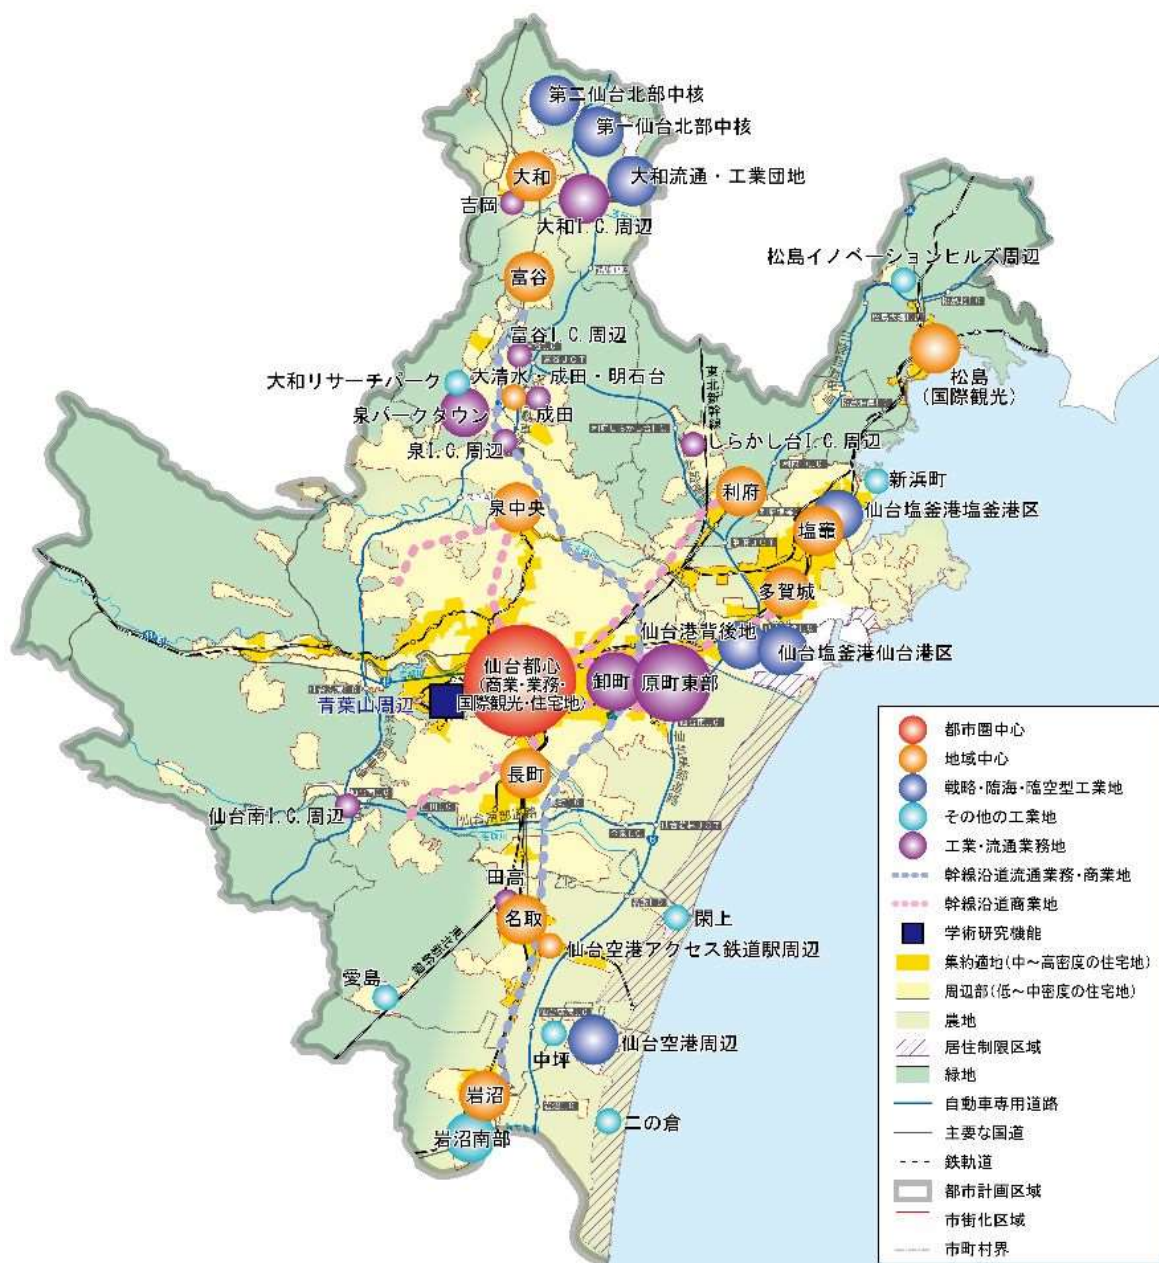 第二仙台北部中核
第一仙台北部中核
大和
大和流通・工業団地
吉岡
大和I.C.周辺
松島イノベーションヒルズ周辺
富谷
富谷I.C.周辺
大和リサーチパーク
大清水・成田・明石台
東北新幹線
松島
(国際観光)
泉パークタウン
成田
泉I.C.周辺
しらかし台I.C.周辺
新浜町
利府
泉中央
仙台塩釜港塩釜港区
塩竈
多賀城
仙台港背後地
仙台塩釜港仙台港区
仙台都心
(商業・業務・
国際観光・住宅地)
卸町
原町東部
青葉山周辺
長町
仙台南I.C.周辺
仙台南部道路
田高
名取
閖上
仙台空港アクセス鉄道駅周辺
東北新幹線
愛島
中坪
仙台空港周辺
岩沼
岩沼南部
二の倉
都市圏中心
地域中心
戦略・臨海・臨空型工業地
その他の工業地
工業・流通業務地
幹線沿道流通業務・商業地
幹線沿道商業地
学術研究機能
集約適地(中～高密度の住宅地)
周辺部(低～中密度の住宅地)
農地
居住制限区域
緑地
自動車専用道路
主要な国道
鉄軌道
都市計画区域
市街化区域
市町村界